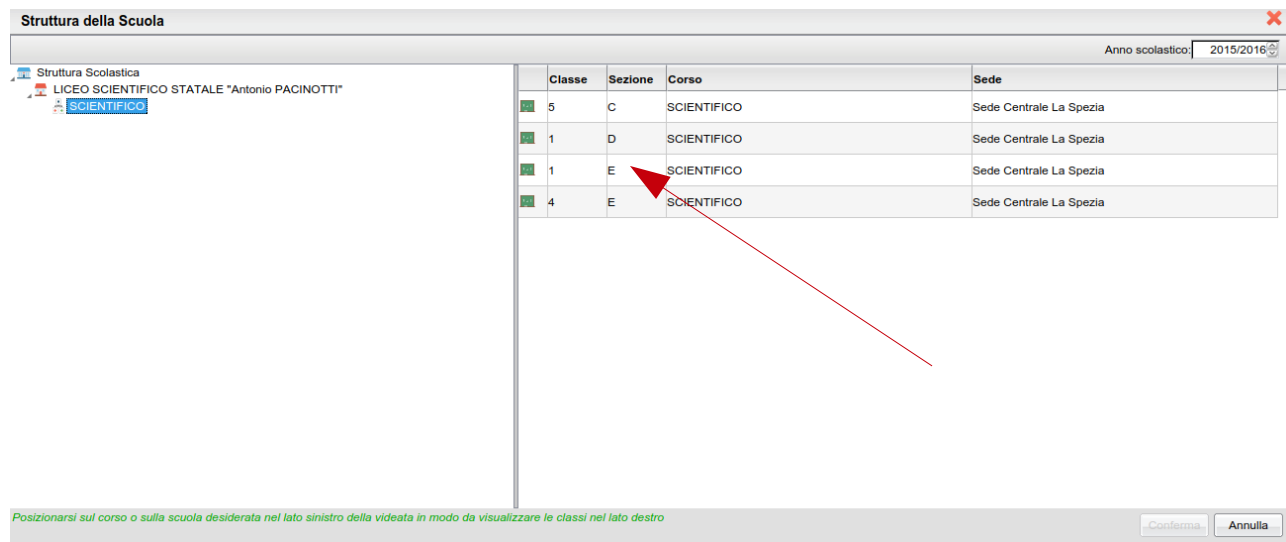 Struttura della Scuola
Anno scolastico: 2015/2016
Struttura Scolastica
LICEO SCIENTIFICO STATALE "Antonio PACINOTTI"
SCIENTIFICO
Classe Sezione Corso Sede
5 C SCIENTIFICO Sede Centrale La Spezia
1 D SCIENTIFICO Sede Centrale La Spezia
1 E SCIENTIFICO Sede Centrale La Spezia
4 E SCIENTIFICO Sede Centrale La Spezia
Posizionarsi sul corso o sulla scuola desiderata nel lato sinistro della videata in modo da visualizzare le classi nel lato destro
Conferma Annulla